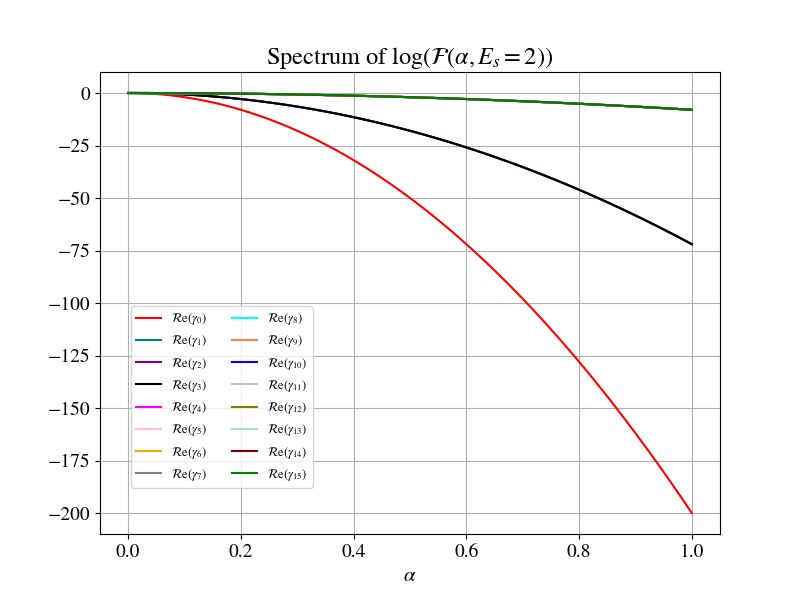 Spectrum of log(𝓕(α, E_s = 2))
0
−25
−50
−75
−100
−125
−150
−175
−200
𝓡e(γ₀) 𝓡e(γ₈)
𝓡e(γ₁) 𝓡e(γ₉)
𝓡e(γ₂) 𝓡e(γ₁₀)
𝓡e(γ₃) 𝓡e(γ₁₁)
𝓡e(γ₄) 𝓡e(γ₁₂)
𝓡e(γ₅) 𝓡e(γ₁₃)
𝓡e(γ₆) 𝓡e(γ₁₄)
𝓡e(γ₇) 𝓡e(γ₁₅)
0.0 0.2 0.4 0.6 0.8 1.0
α